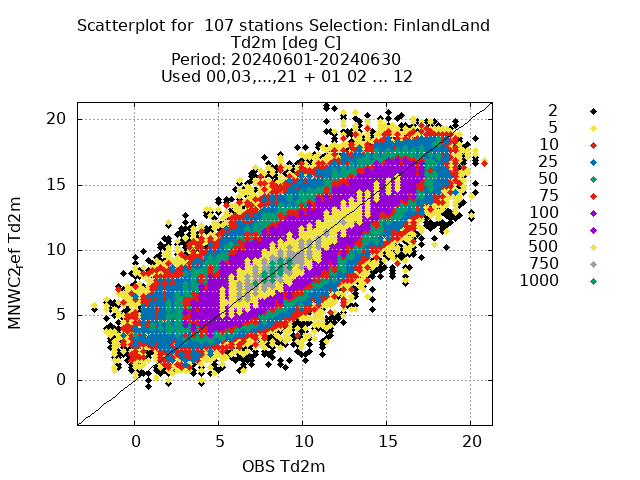 Scatterplot for  107 stations Selection: FinlandLand
Td2m [deg C]
Period: 20240601-20240630
Used 00,03,...,21 + 01 02 ... 12
MNWC2ref Td2m
20
15
10
5
0
0 5 10 15 20
OBS Td2m
2
5
10
25
50
75
100
250
500
750
1000